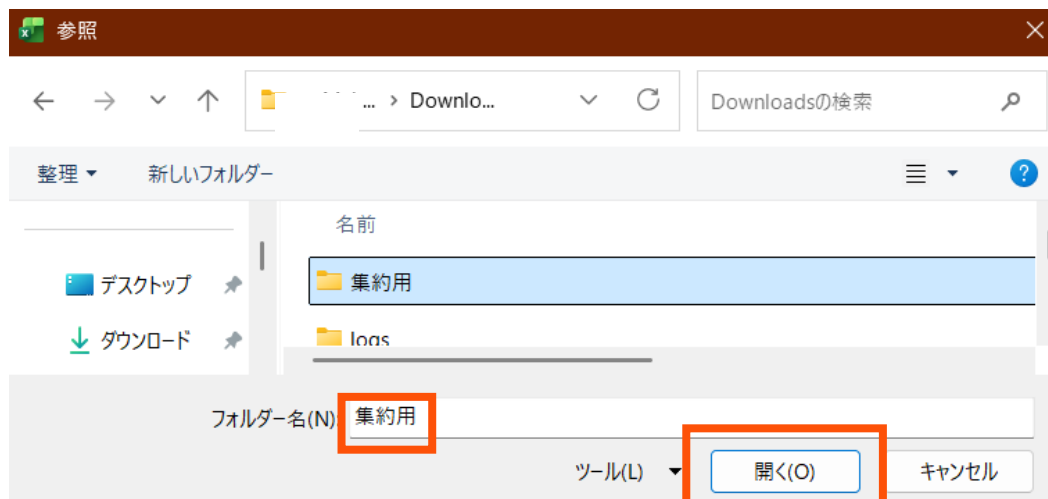 参照
... > Downlo...
Downloadsの検索
整理
新しいフォルダー
名前
デスクトップ
集約用
ダウンロード
logs
フォルダー名(N): 集約用
ツール(L)
開く(O)
キャンセル